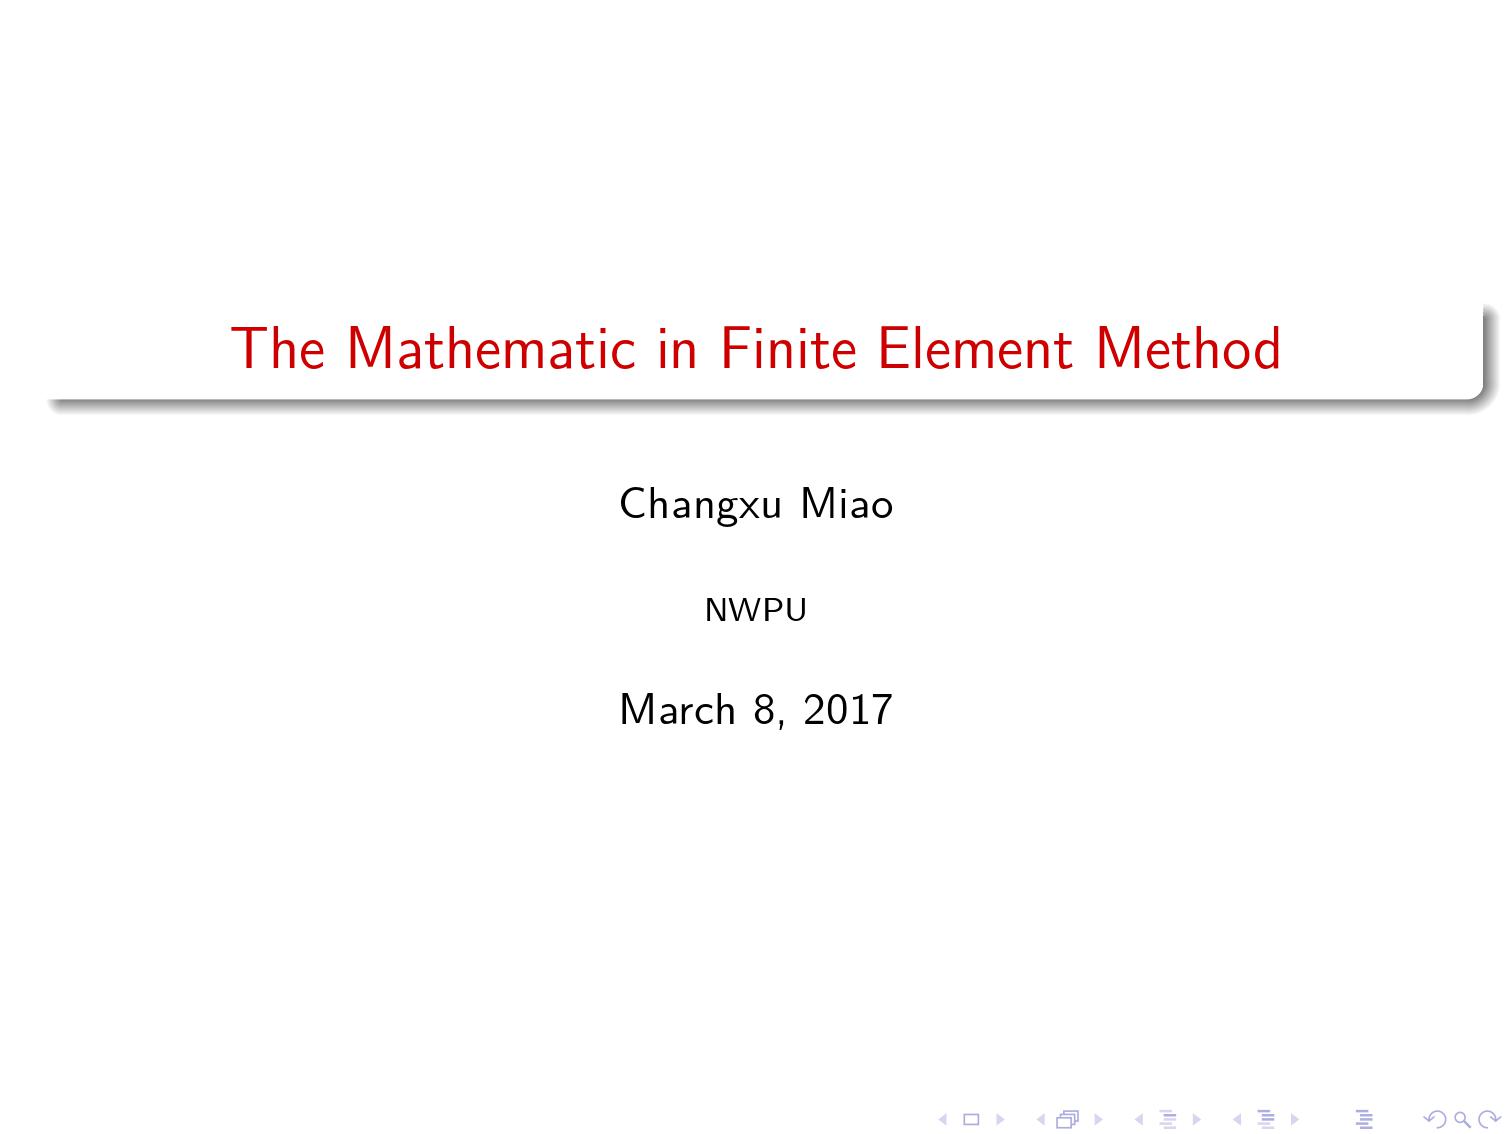 The Mathematic in Finite Element Method
Changxu Miao
NWPU
March 8, 2017